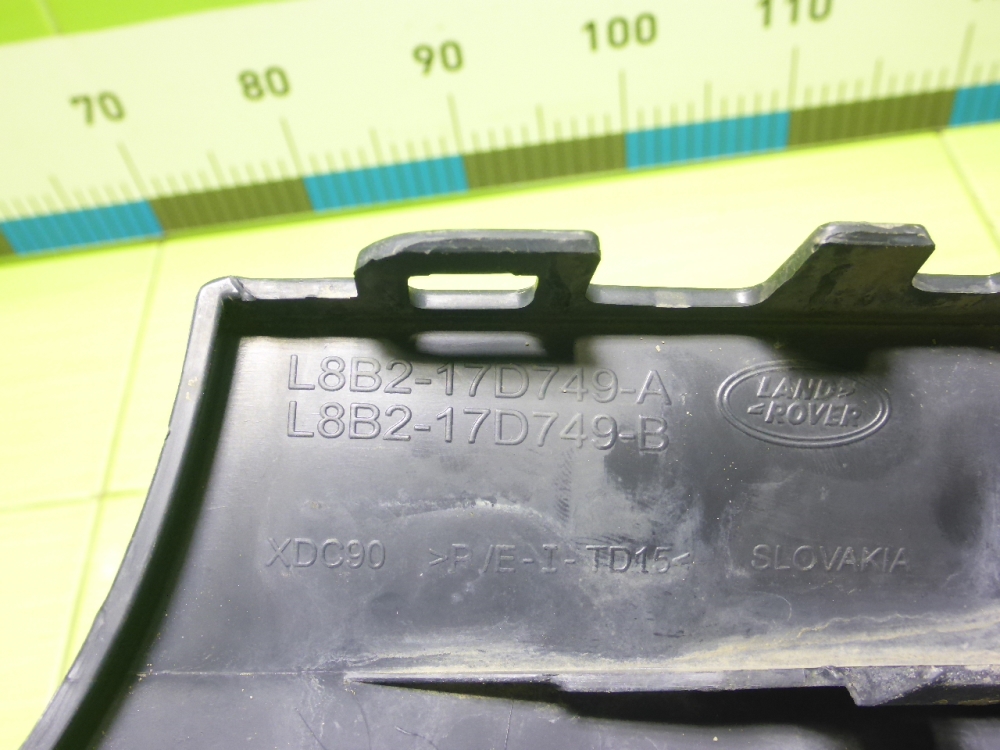 70 80 90 100 110
L8B2-17D749-A
L8B2-17D749-B
LAND
ROVER
XDC90 >P/E-I-TD15< SLOVAKIA